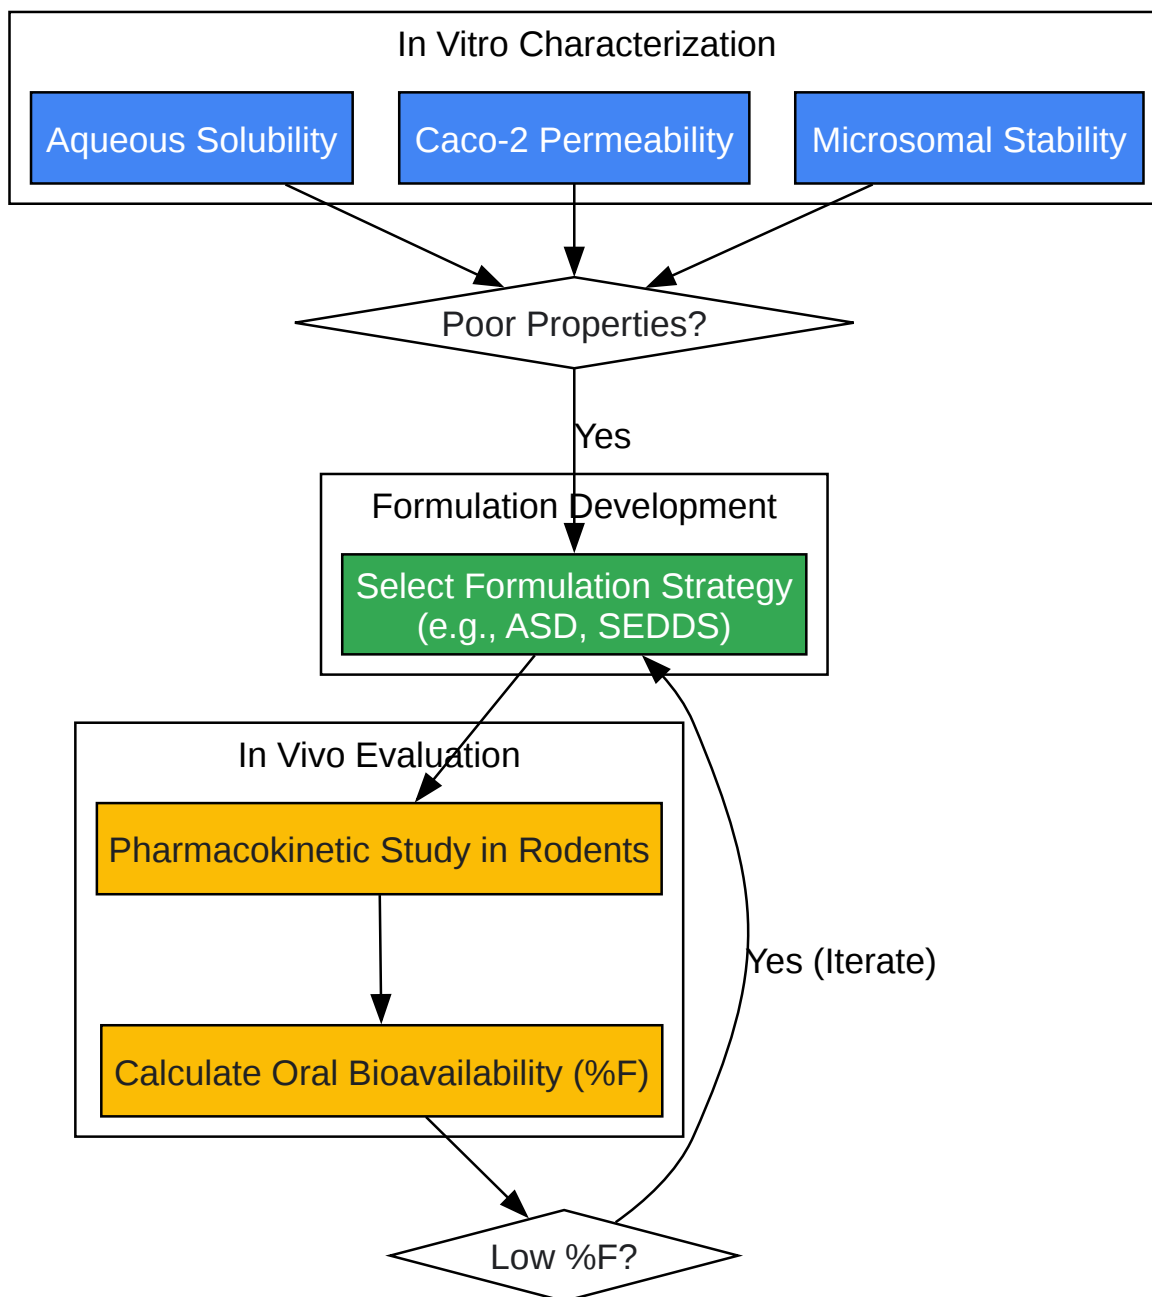 In Vitro Characterization
Aqueous Solubility
Caco-2 Permeability
Microsomal Stability
Poor Properties?
Yes
Formulation Development
Select Formulation Strategy
(e.g., ASD, SEDDS)
In Vivo Evaluation
Pharmacokinetic Study in Rodents
Yes (Iterate)
Calculate Oral Bioavailability (%F)
Low %F?